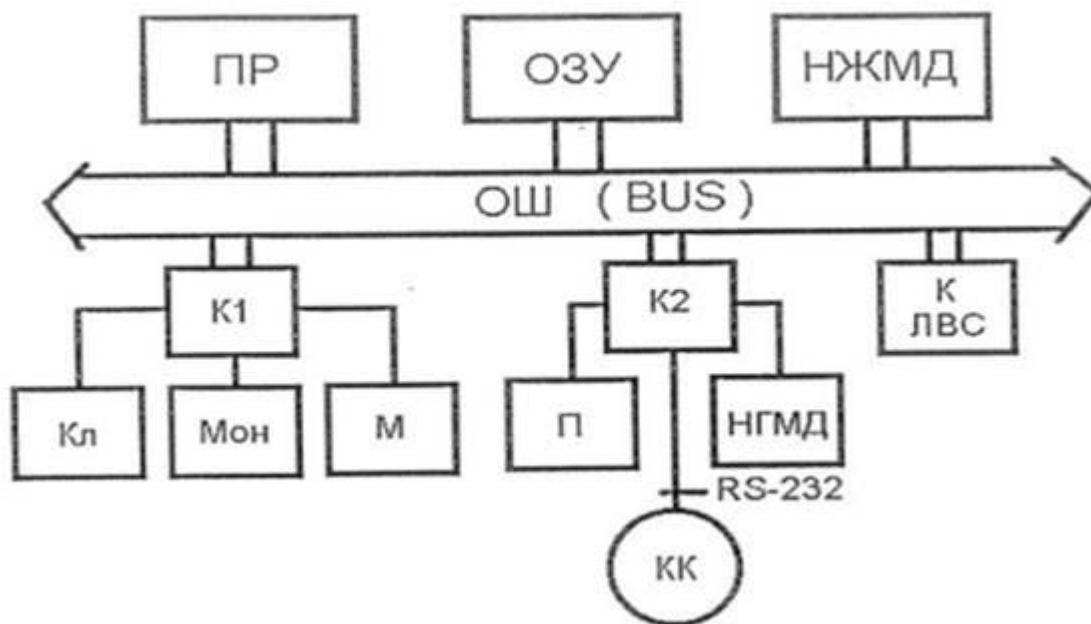 ПР
ОЗУ
НЖМД
ОШ ( BUS )
К1
К2
К
ЛВС
Кл
Мон
М
П
НГМД
RS-232
КК